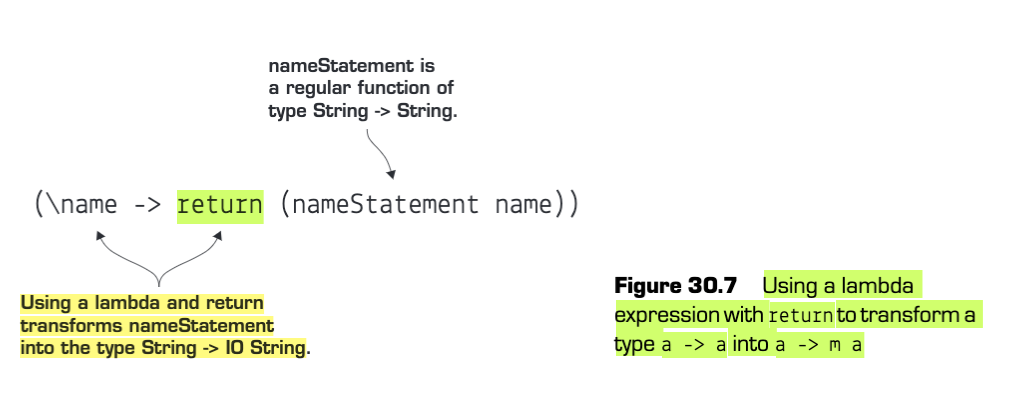 nameStatement is
a regular function of
type String -> String.
(\name -> return (nameStatement name))
Using a lambda and return
transforms nameStatement
into the type String -> IO String.
Figure 30.7 Using a lambda
expression with return to transform a
type a -> a into a -> m a